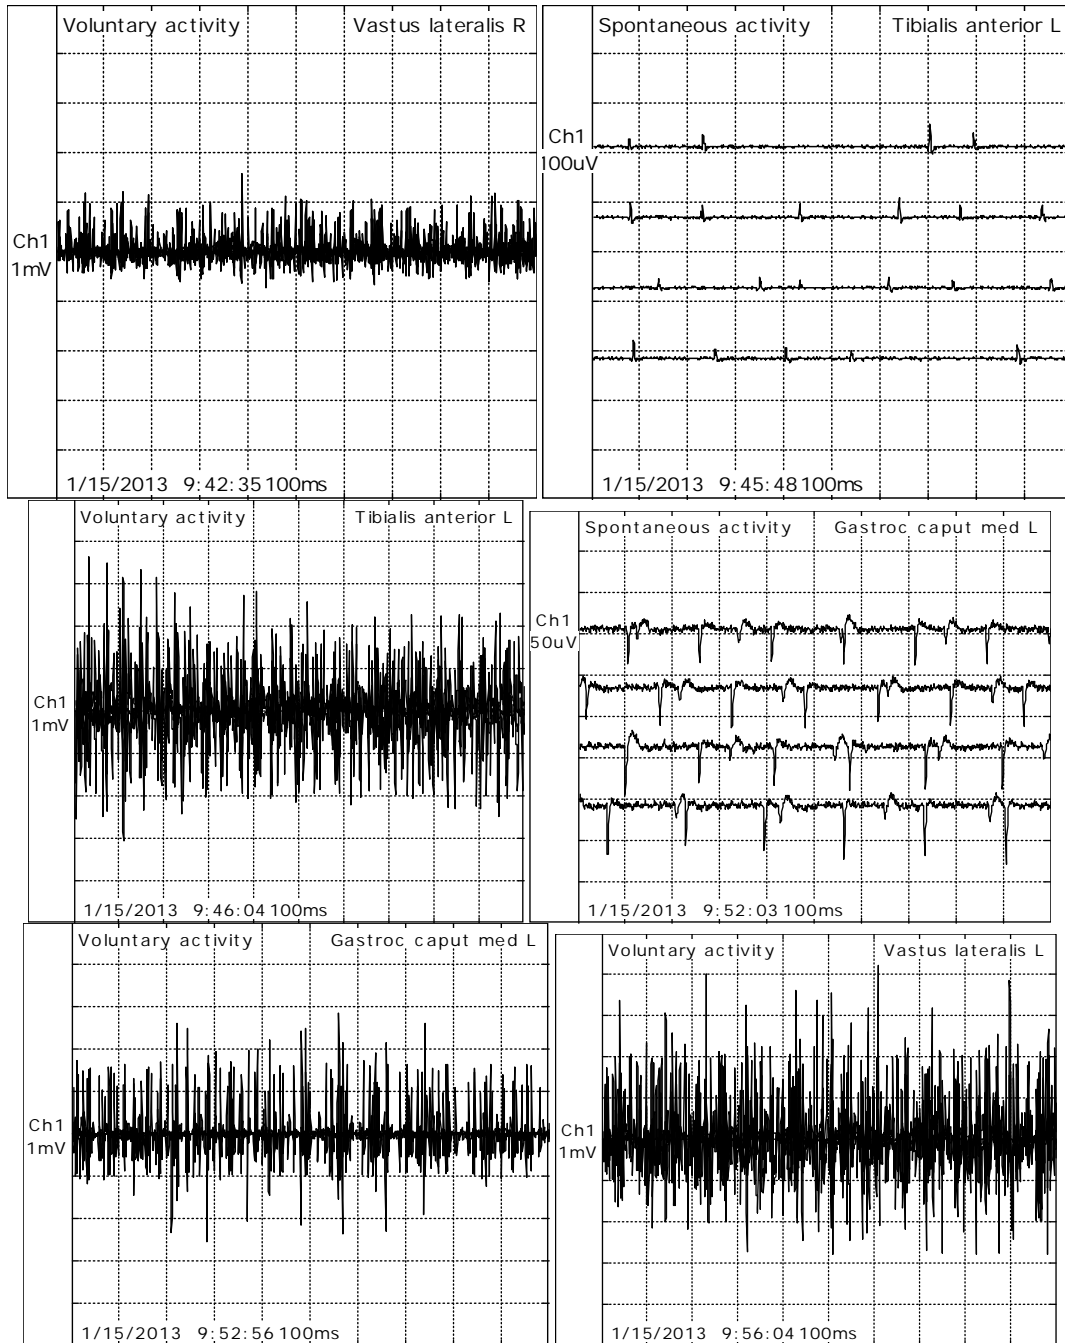 Voluntary activity Vastus lateralis R
Ch1
1mV
1/15/2013 9:42:35 100ms
Spontaneous activity Tibialis anterior L
Ch1
100uV
1/15/2013 9:45:48 100ms
Voluntary activity Tibialis anterior L
Ch1
1mV
1/15/2013 9:46:04 100ms
Spontaneous activity Gastroc caput med L
Ch1
50uV
1/15/2013 9:52:03 100ms
Voluntary activity Gastroc caput med L
Ch1
1mV
1/15/2013 9:52:56 100ms
Voluntary activity Vastus lateralis L
Ch1
1mV
1/15/2013 9:56:04 100ms